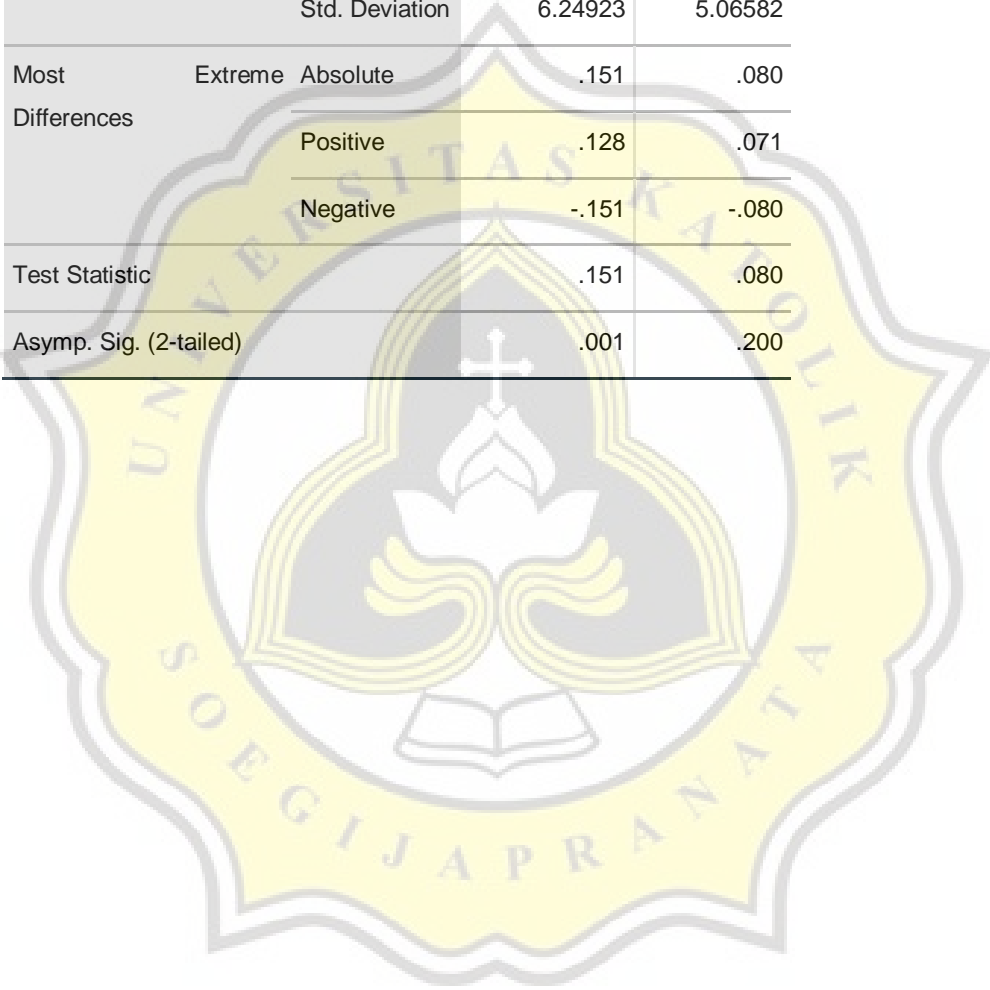 Std. Deviation 6.24923 5.06582
Most Extreme Absolute .151 .080
Differences
Positive .128 .071
Negative -.151 -.080
Test Statistic .151 .080
Asymp. Sig. (2-tailed) .001 .200
UNIVERSITAS KATOLIK
SOEGIJAPRANATA